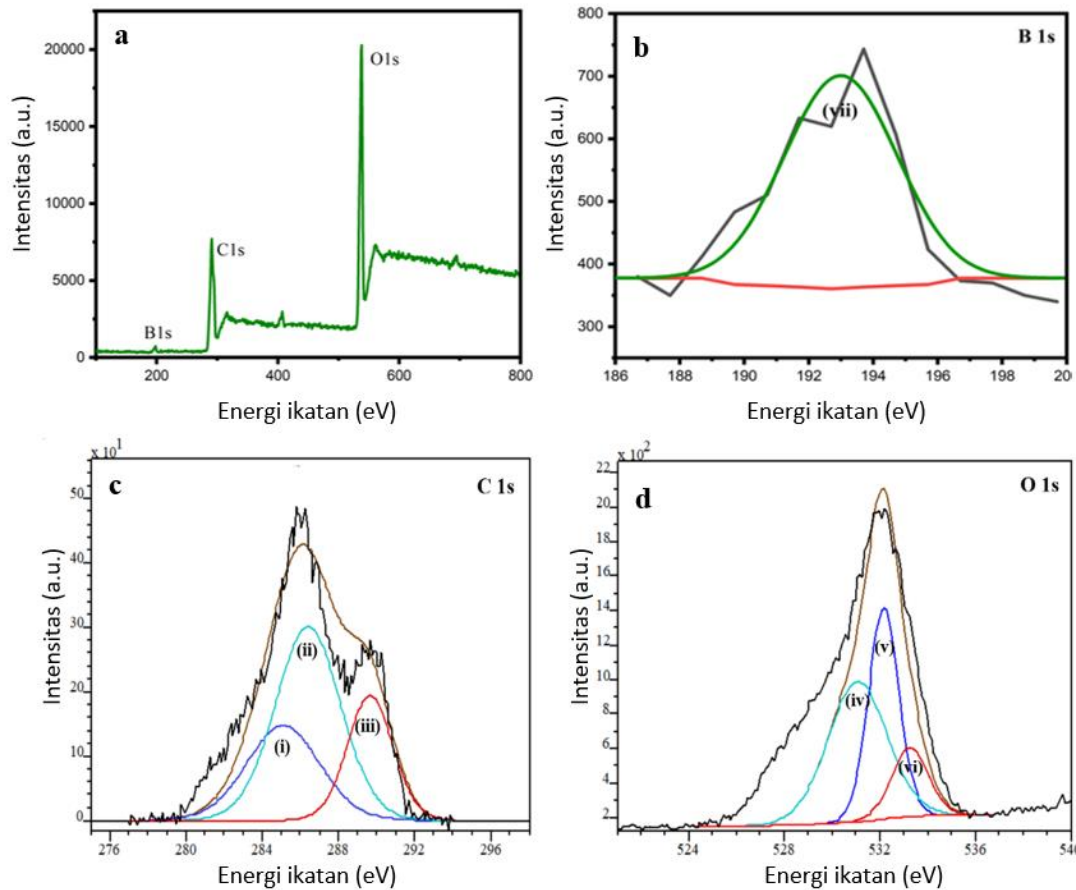 a
O1s
C1s
B1s
20000
15000
10000
5000
0
200
400
600
800
Intensitas (a.u.)
Energi ikatan (eV)
b
B 1s
(vii)
800
700
600
500
400
300
186
188
190
192
194
196
198
20
Intensitas (a.u.)
Energi ikatan (eV)
x 10¹
c
C 1s
50
40
30
20
10
0
(i)
(ii)
(iii)
276
280
284
288
292
296
Intensitas (a.u.)
Energi ikatan (eV)
x 10²
d
O 1s
22
20
18
16
14
12
10
8
6
4
2
(iv)
(v)
(vi)
524
528
532
536
540
Intensitas (a.u.)
Energi ikatan (eV)